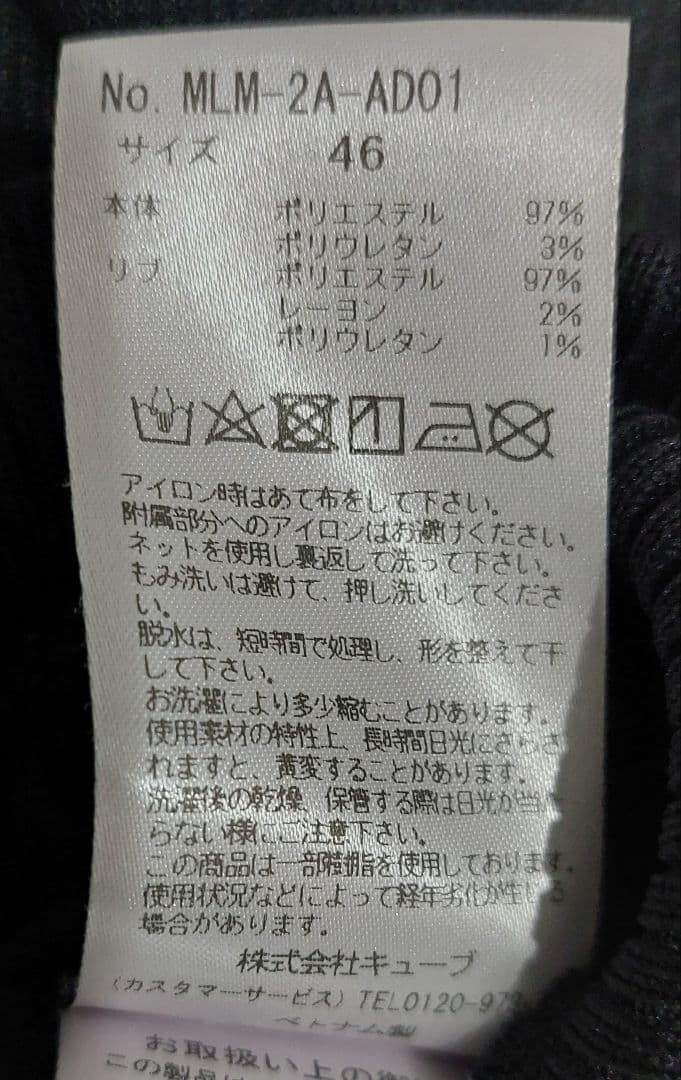 No. MLM-2A-AD01
サイズ 46
本体 ポリエステル 97%
ポリウレタン 3%
リブ ポリエステル 97%
レーヨン 2%
ポリウレタン 1%
アイロン時はあて布をして下さい。
附属部分へのアイロンはお避けください。
ネットを使用し裏返して洗って下さい。
もみ洗いは避けて、押し洗いしてくださ
い。
脱水は、短時間で処理し、形を整えて干
して下さい。
お洗濯により多少縮むことがあります。
使用素材の特性上、長時間日光にさらさ
れますと、黄変することがあります。
洗濯後の乾燥、保管する際は日光が当た
らない様にご注意下さい。
この商品は一部樹脂を使用しております。
使用状況などによって経年劣化が生じる
場合があります。
株式会社キューブ
(カスタマーサービス) TEL0120-97
ベトナム製
お取扱い上の
この製品